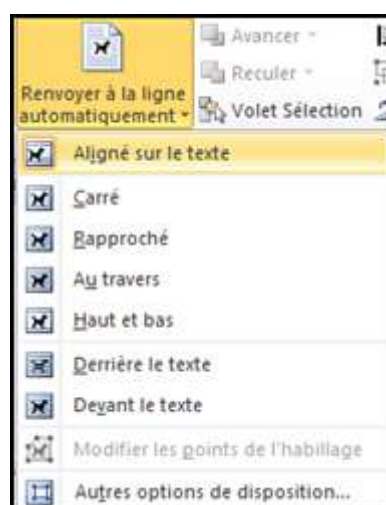 Avancer
Reculer
Renvoyer à la ligne
automatiquement
Volet Sélection
Aligné sur le texte
Carré
Rapproché
Au travers
Haut et bas
Derrière le texte
Devant le texte
Modifier les points de l'habillage
Autres options de disposition...